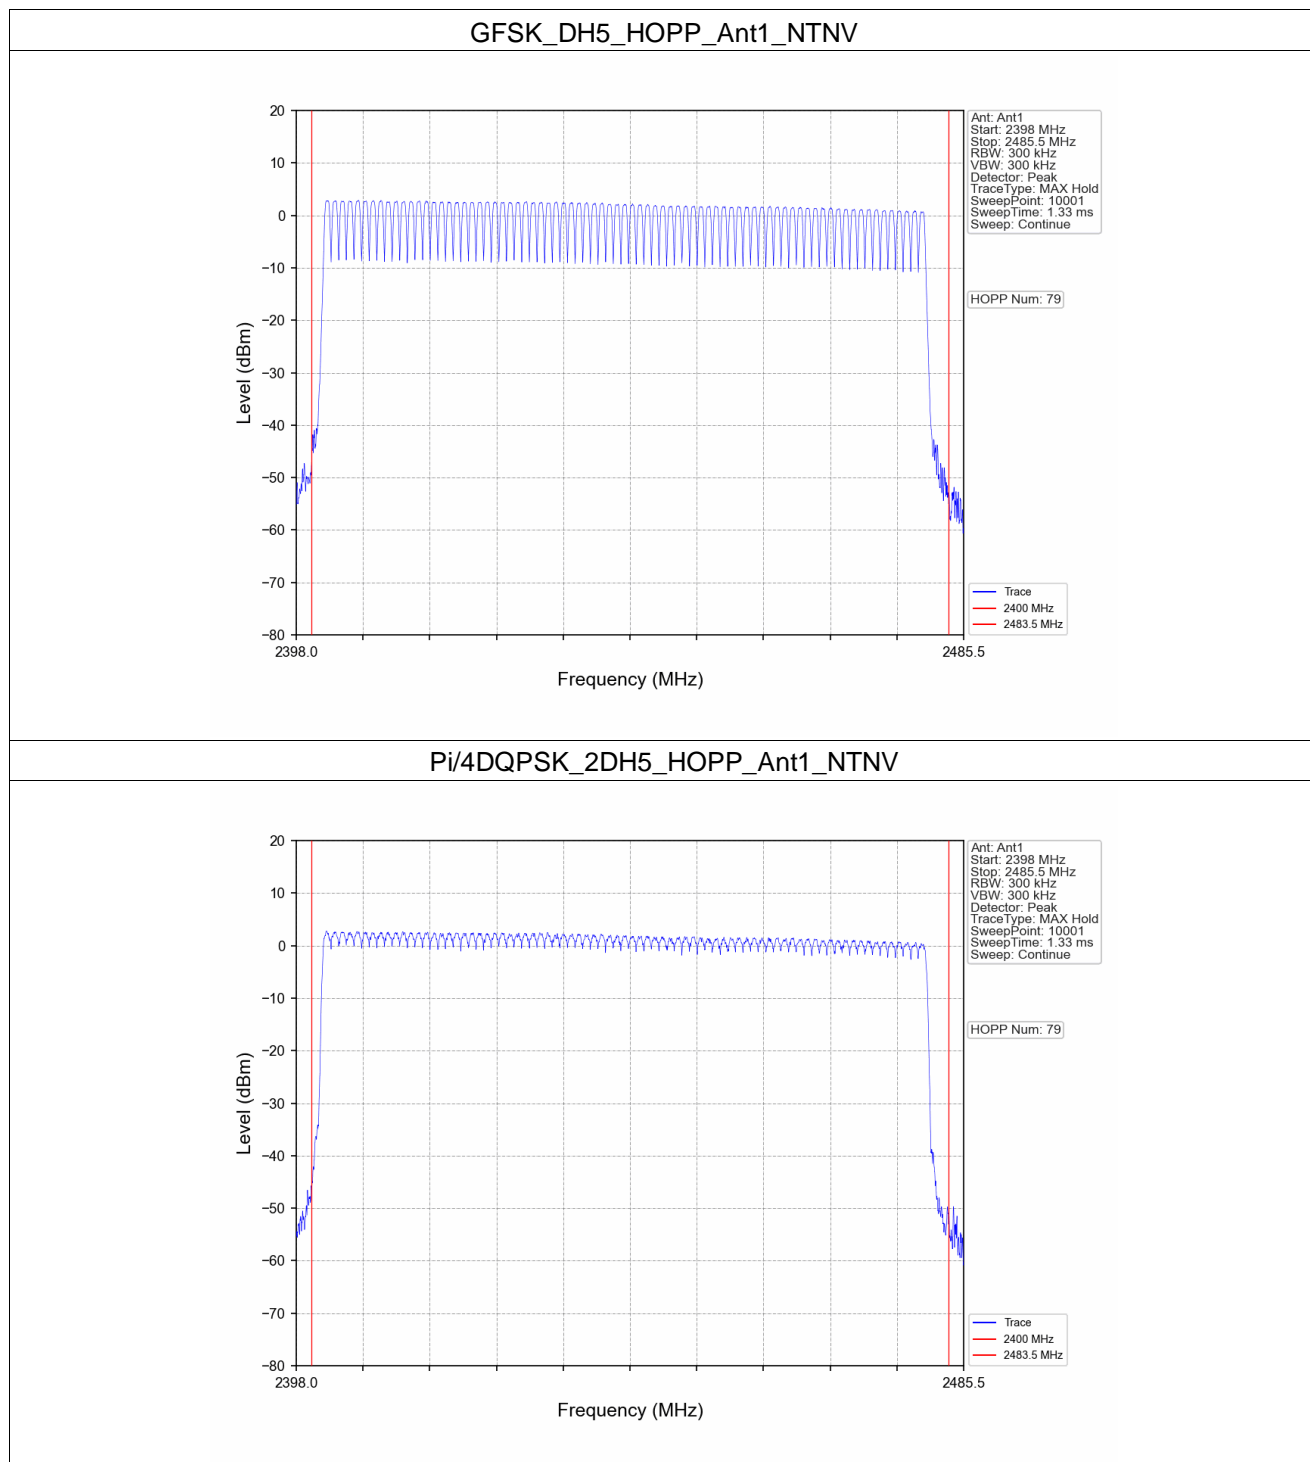 GFSK_DH5_HOPP_Ant1_NTNV
20
10
0
−10
−20
−30
−40
−50
−60
−70
−80
Level (dBm)
2398.0
2485.5
Frequency (MHz)
Ant: Ant1
Start: 2398 MHz
Stop: 2485.5 MHz
RBW: 300 kHz
VBW: 300 kHz
Detector: Peak
TraceType: MAX Hold
SweepPoint: 10001
SweepTime: 1.33 ms
Sweep: Continue
HOPP Num: 79
Trace
2400 MHz
2483.5 MHz
Pi/4DQPSK_2DH5_HOPP_Ant1_NTNV
20
10
0
−10
−20
−30
−40
−50
−60
−70
−80
Level (dBm)
2398.0
2485.5
Frequency (MHz)
Ant: Ant1
Start: 2398 MHz
Stop: 2485.5 MHz
RBW: 300 kHz
VBW: 300 kHz
Detector: Peak
TraceType: MAX Hold
SweepPoint: 10001
SweepTime: 1.33 ms
Sweep: Continue
HOPP Num: 79
Trace
2400 MHz
2483.5 MHz